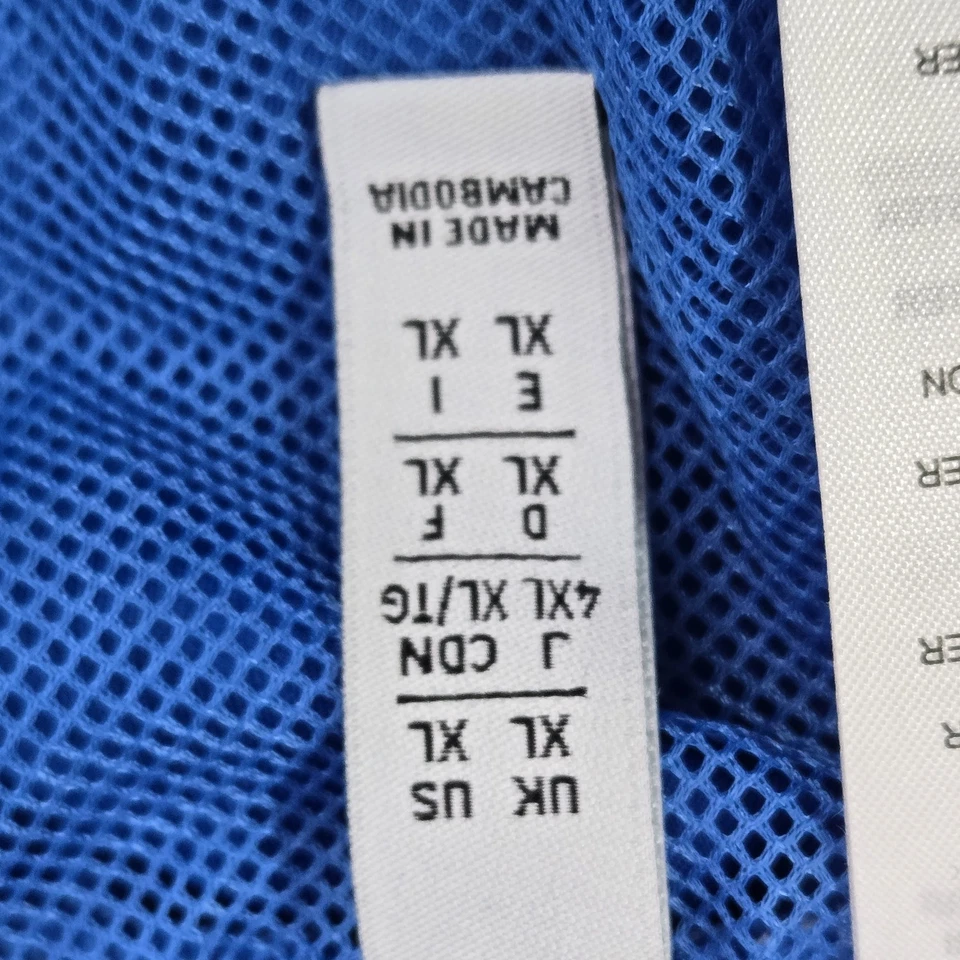 UK US
XL XL
J CDN
4XL XL/TG
D F
XL XL
E I
XL XL
MADE IN
CAMBODIA